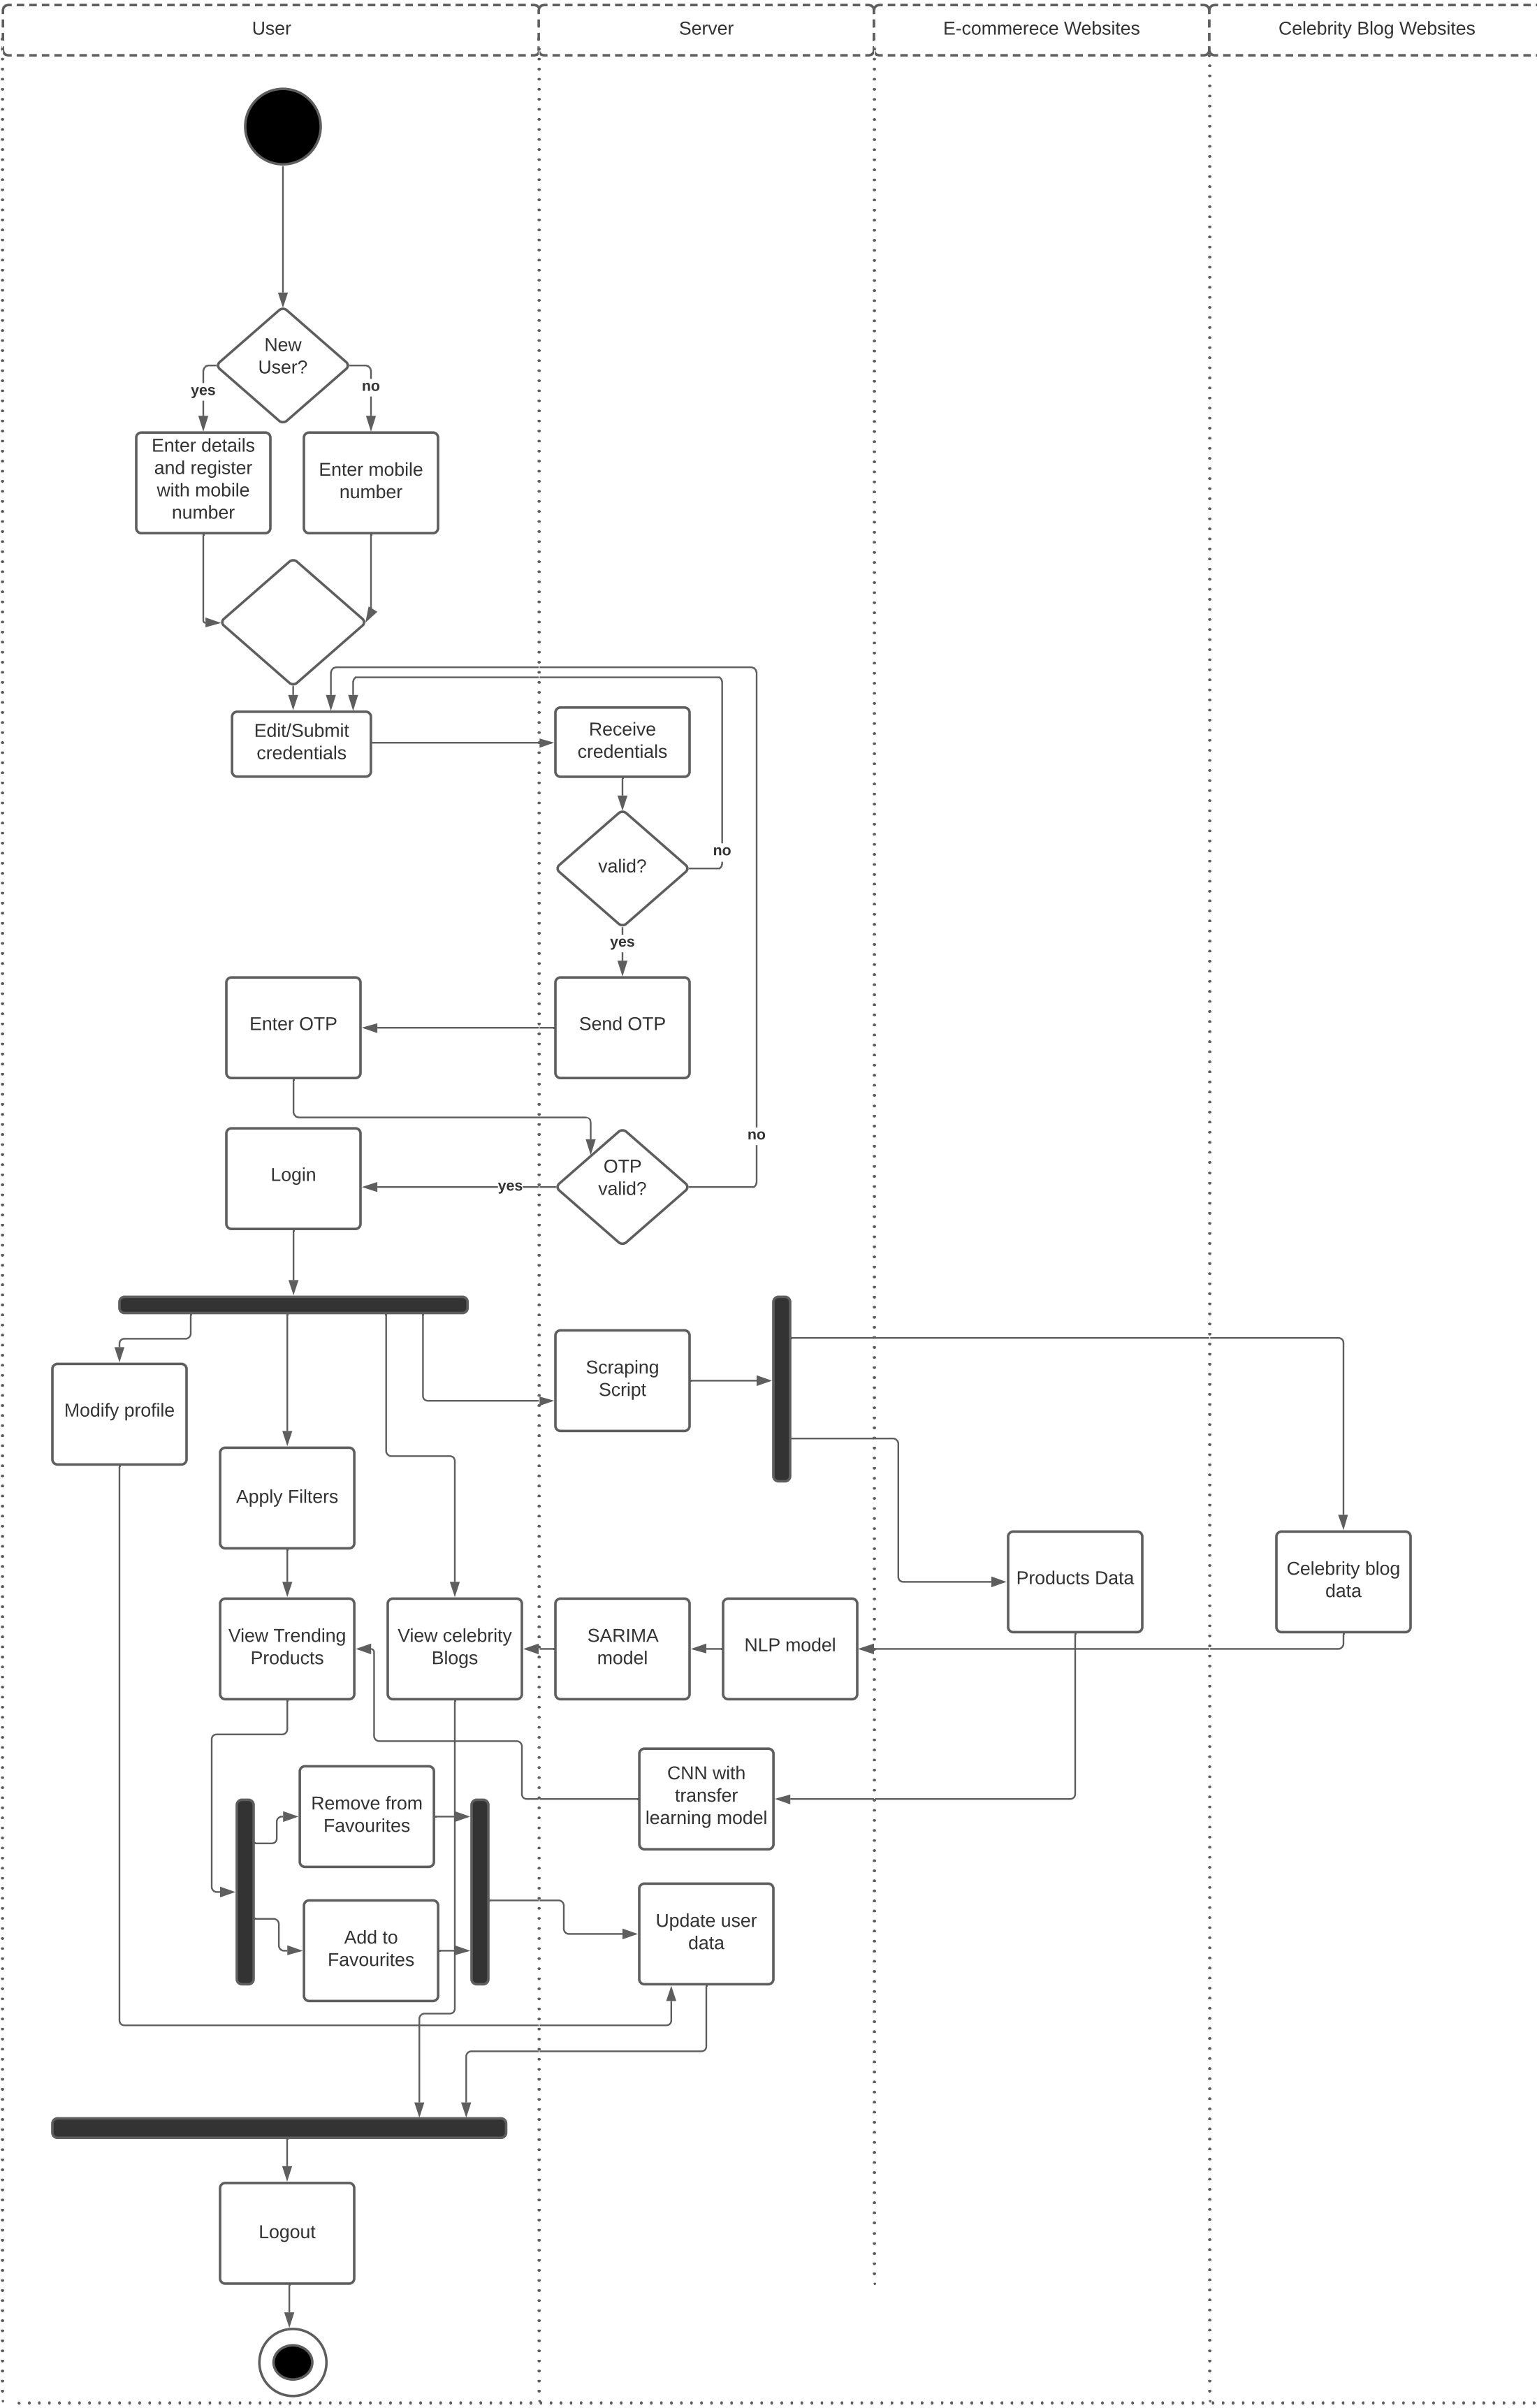 User
Server
E-commerece Websites
Celebrity Blog Websites
New
User?
yes
no
Enter details
and register
with mobile
number
Enter mobile
number
Edit/Submit
credentials
Receive
credentials
valid?
no
yes
Enter OTP
Send OTP
no
Login
yes
OTP
valid?
Scraping
Script
Modify profile
Apply Filters
Products Data
Celebrity blog
data
View Trending
Products
View celebrity
Blogs
SARIMA
model
NLP model
CNN with
transfer
learning model
Remove from
Favourites
Add to
Favourites
Update user
data
Logout